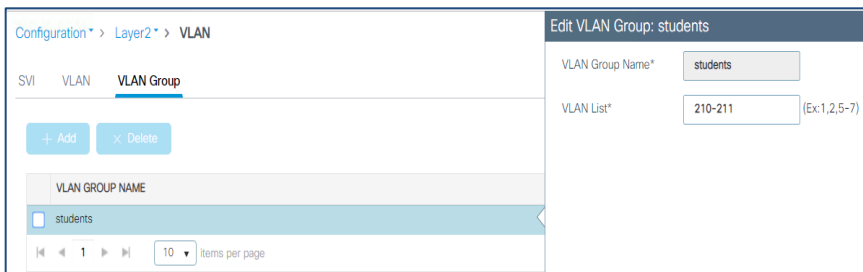 Configuration > Layer2 > VLAN
SVI VLAN VLAN Group
+ Add × Delete
VLAN GROUP NAME
students
1 10 items per page
Edit VLAN Group: students
VLAN Group Name* students
VLAN List* 210-211 (Ex:1,2,5-7)